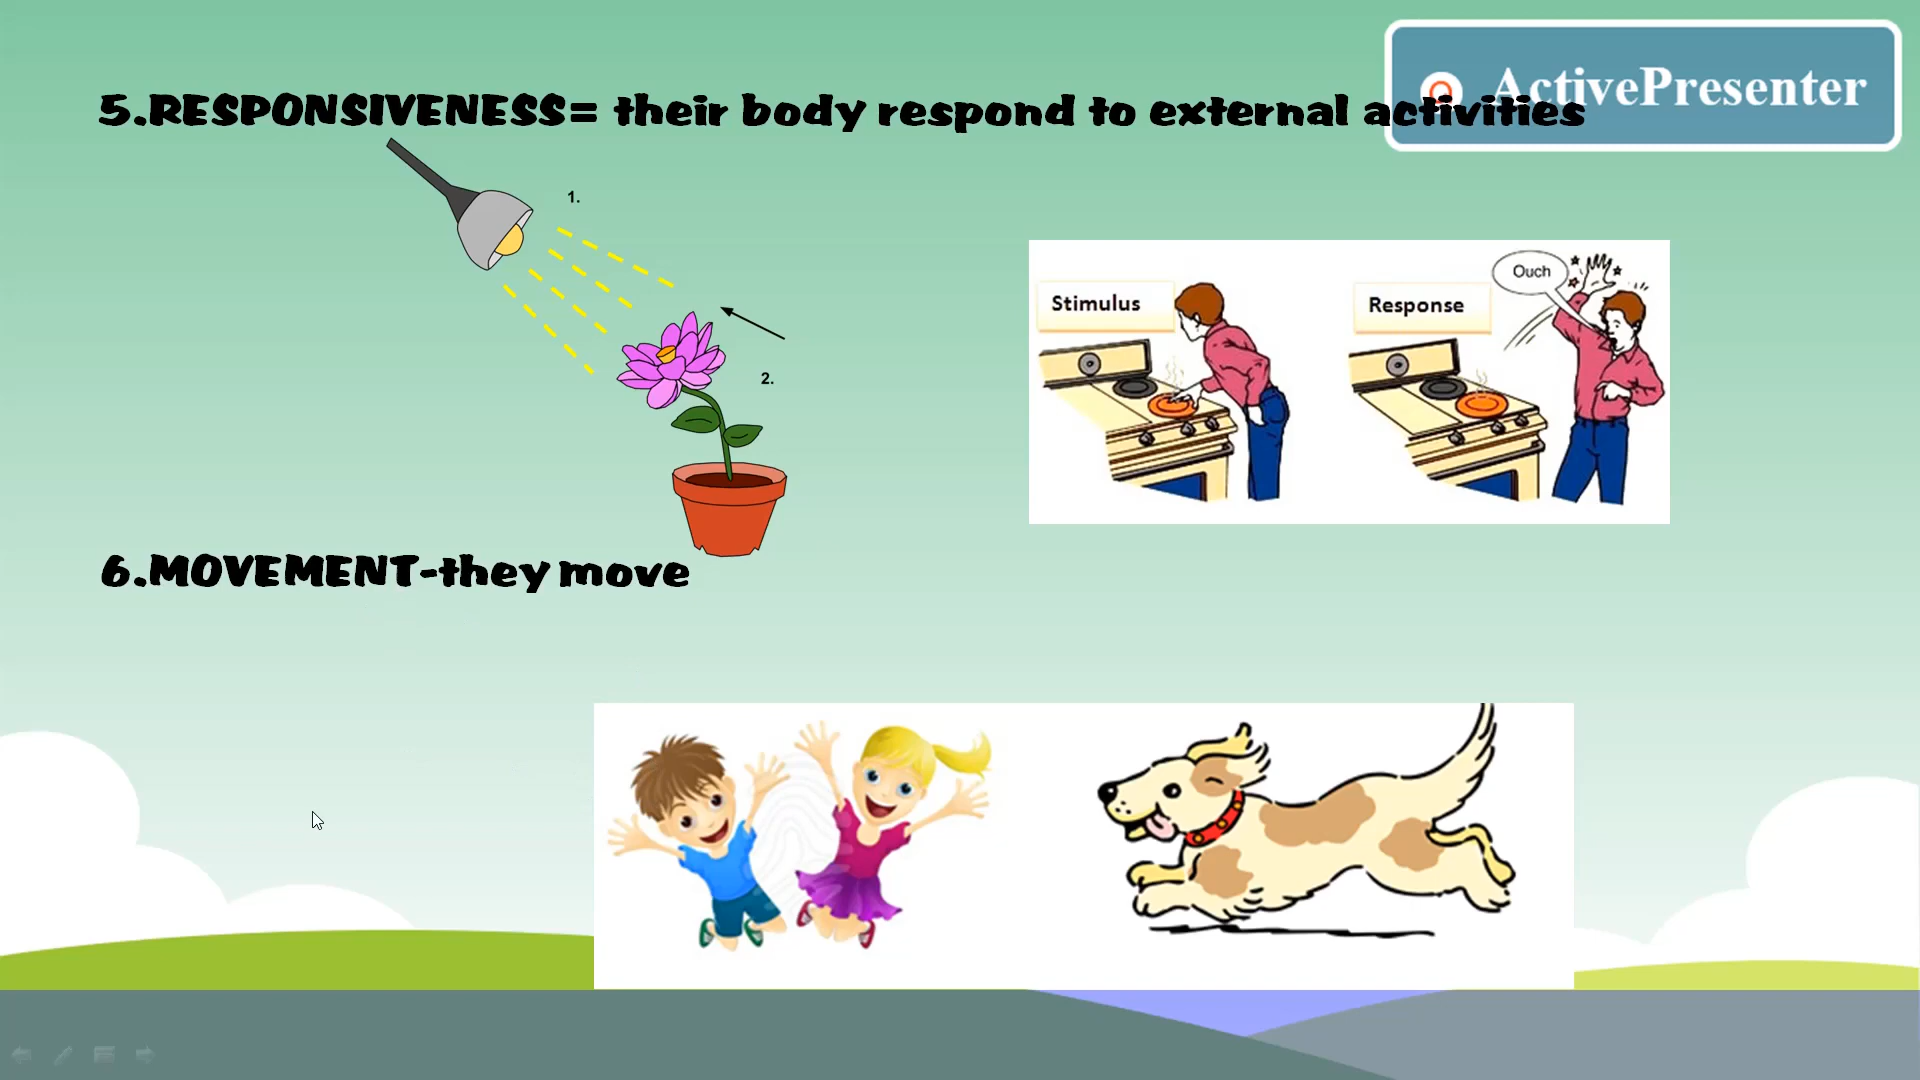 ActivePresenter
5.RESPONSIVENESS= their body respond to external activities
1.
2.
Stimulus
Response
Ouch
6.MOVEMENT-they move